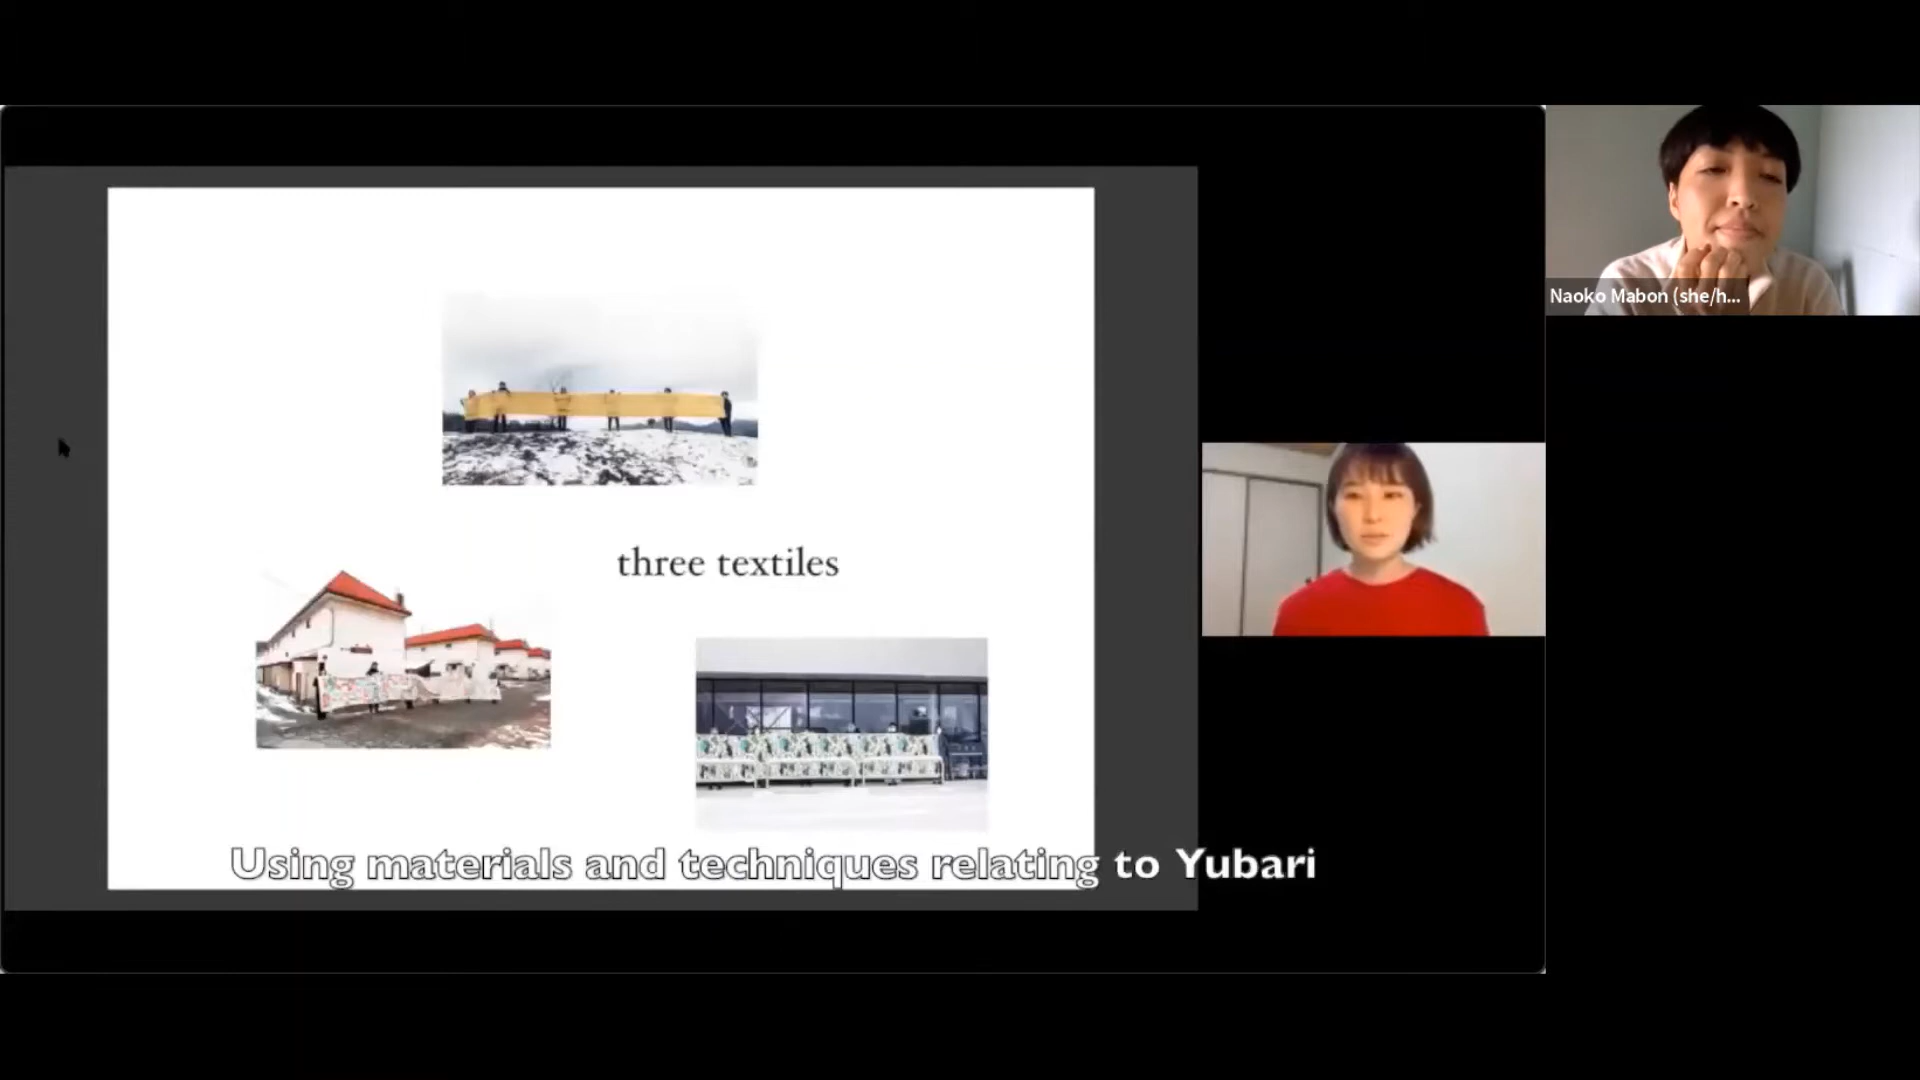 Naoko Mabon (she/h...
three textiles
Using materials and techniques relating to Yubari